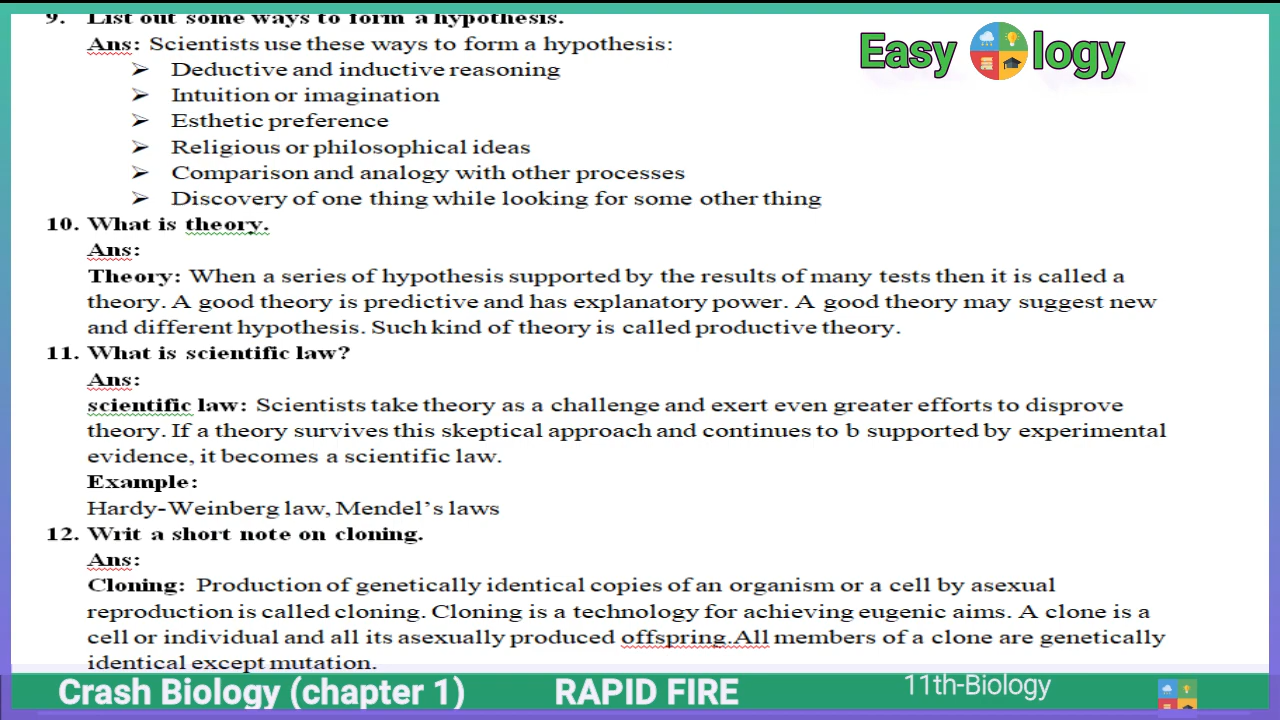 9. List out some ways to form a hypothesis.
Ans: Scientists use these ways to form a hypothesis:
➢ Deductive and inductive reasoning
➢ Intuition or imagination
➢ Esthetic preference
➢ Religious or philosophical ideas
➢ Comparison and analogy with other processes
➢ Discovery of one thing while looking for some other thing
10. What is theory.
Ans:
Theory: When a series of hypothesis supported by the results of many tests then it is called a
theory. A good theory is predictive and has explanatory power. A good theory may suggest new
and different hypothesis. Such kind of theory is called productive theory.
11. What is scientific law?
Ans:
scientific law: Scientists take theory as a challenge and exert even greater efforts to disprove
theory. If a theory survives this skeptical approach and continues to b supported by experimental
evidence, it becomes a scientific law.
Example:
Hardy-Weinberg law, Mendel's laws
12. Writ a short note on cloning.
Ans:
Cloning: Production of genetically identical copies of an organism or a cell by asexual
reproduction is called cloning. Cloning is a technology for achieving eugenic aims. A clone is a
cell or individual and all its asexually produced offspring.All members of a clone are genetically
identical except mutation.
Easy ology
Crash Biology (chapter 1) RAPID FIRE 11th-Biology